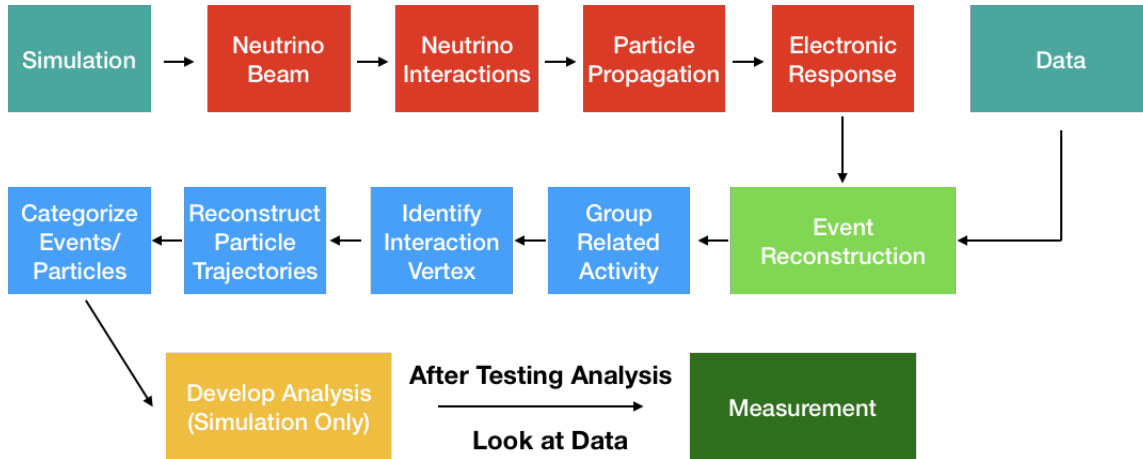 Simulation
Neutrino
Beam
Neutrino
Interactions
Particle
Propagation
Electronic
Response
Data
Categorize
Events/
Particles
Reconstruct
Particle
Trajectories
Identify
Interaction
Vertex
Group
Related
Activity
Event
Reconstruction
Develop Analysis
(Simulation Only)
After Testing Analysis
Look at Data
Measurement